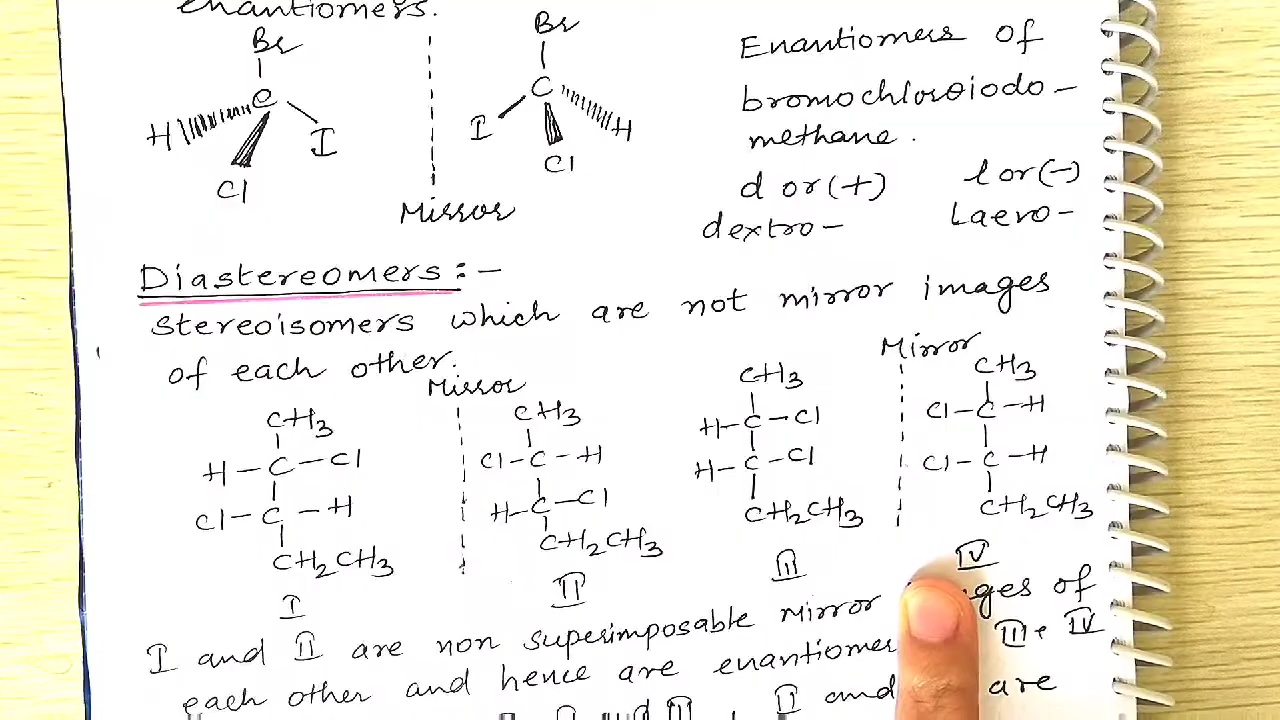 enantiomers.
Br
C
H
I
Cl
Mirror
Br
C
I
H
Cl
Enantiomers of
bromochloroiodo-
methane.
d or (+) l or (-)
dextro- Laevo-
Diastereomers:-
stereoisomers which are not mirror images
of each other.
Mirror
CH3
H-C-Cl
Cl-C-H
CH2CH3
I
CH3
Cl-C-H
H-C-Cl
CH2CH3
II
Mirror
CH3
H-C-Cl
H-C-Cl
CH2CH3
III
CH3
Cl-C-H
Cl-C-H
CH2CH3
IV
I and II are non superimposable mirror of
each other and hence are enantiomer III & IV
II and are